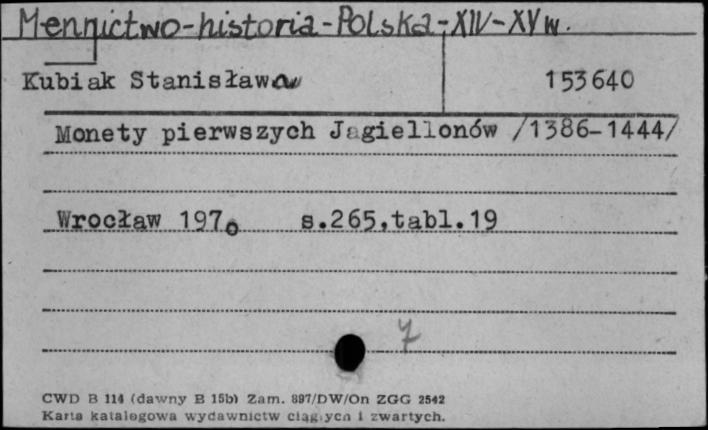 Mennictwo-historia-Polska-XIV-XV w.
Kubiak Stanisława 153640
Monety pierwszych Jagiellonów /1386-1444/
Wrocław 1970 s.265,tabl.19
7
CWD B 114 (dawny B 15b) Zam. 897/DW/On ZGG 2542
Karta katalogowa wydawnictw ciągłych i zwartych.